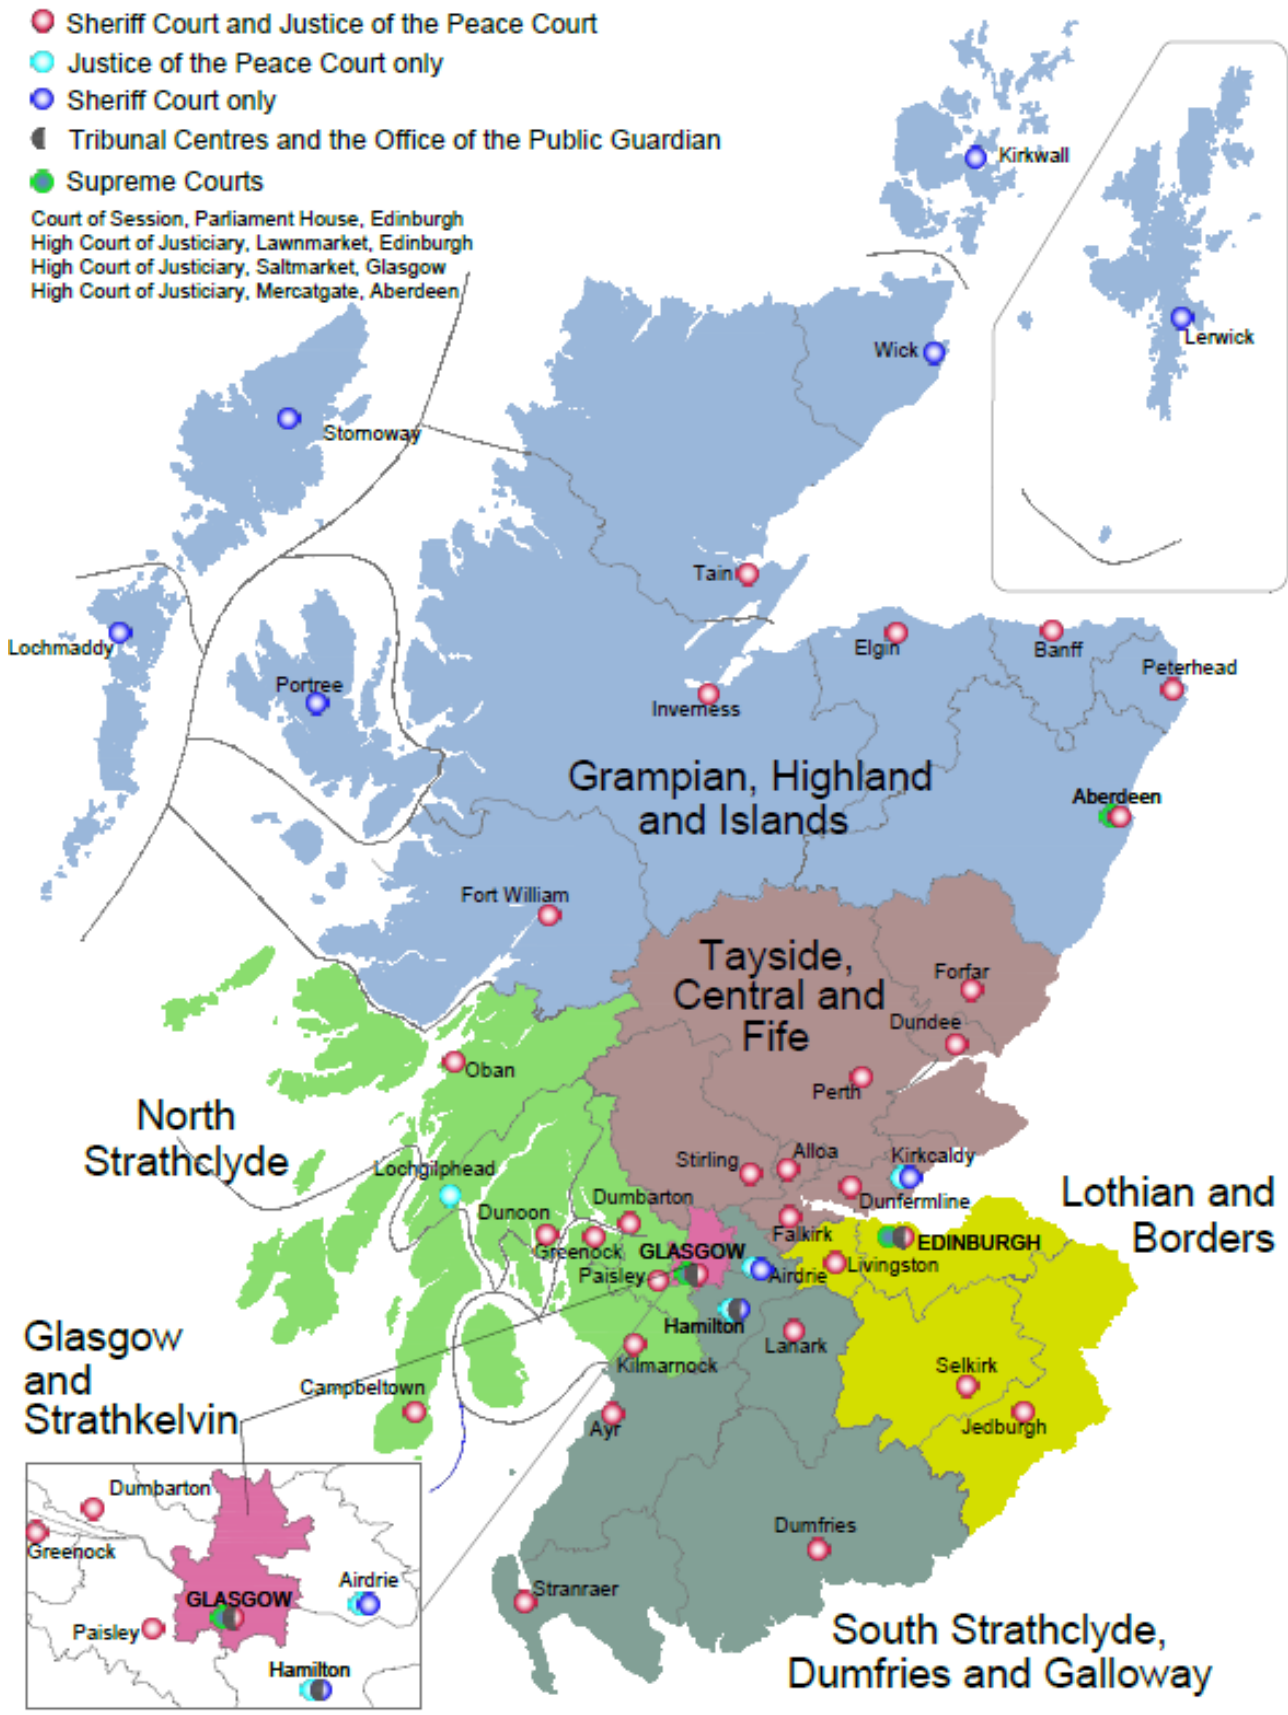 Sheriff Court and Justice of the Peace Court
Justice of the Peace Court only
Sheriff Court only
Tribunal Centres and the Office of the Public Guardian
Supreme Courts
Court of Session, Parliament House, Edinburgh
High Court of Justiciary, Lawnmarket, Edinburgh
High Court of Justiciary, Saltmarket, Glasgow
High Court of Justiciary, Mercatgate, Aberdeen
Kirkwall
Lerwick
Wick
Stornoway
Tain
Lochmaddy
Portree
Elgin
Banff
Peterhead
Inverness
Grampian, Highland
and Islands
Aberdeen
Fort William
Tayside,
Central and
Fife
Forfar
Dundee
Oban
Perth
North
Strathclyde
Lochgilphead
Stirling
Alloa
Kirkcaldy
Dunfermline
Dumbarton
Dunoon
Greenock
Falkirk
Lothian and
Borders
GLASGOW
EDINBURGH
Paisley
Airdrie
Livingston
Hamilton
Lanark
Kilmarnock
Selkirk
Jedburgh
Glasgow
and
Strathkelvin
Campbeltown
Ayr
Dumfries
Stranraer
South Strathclyde,
Dumfries and Galloway
Dumbarton
Greenock
GLASGOW
Airdrie
Paisley
Hamilton